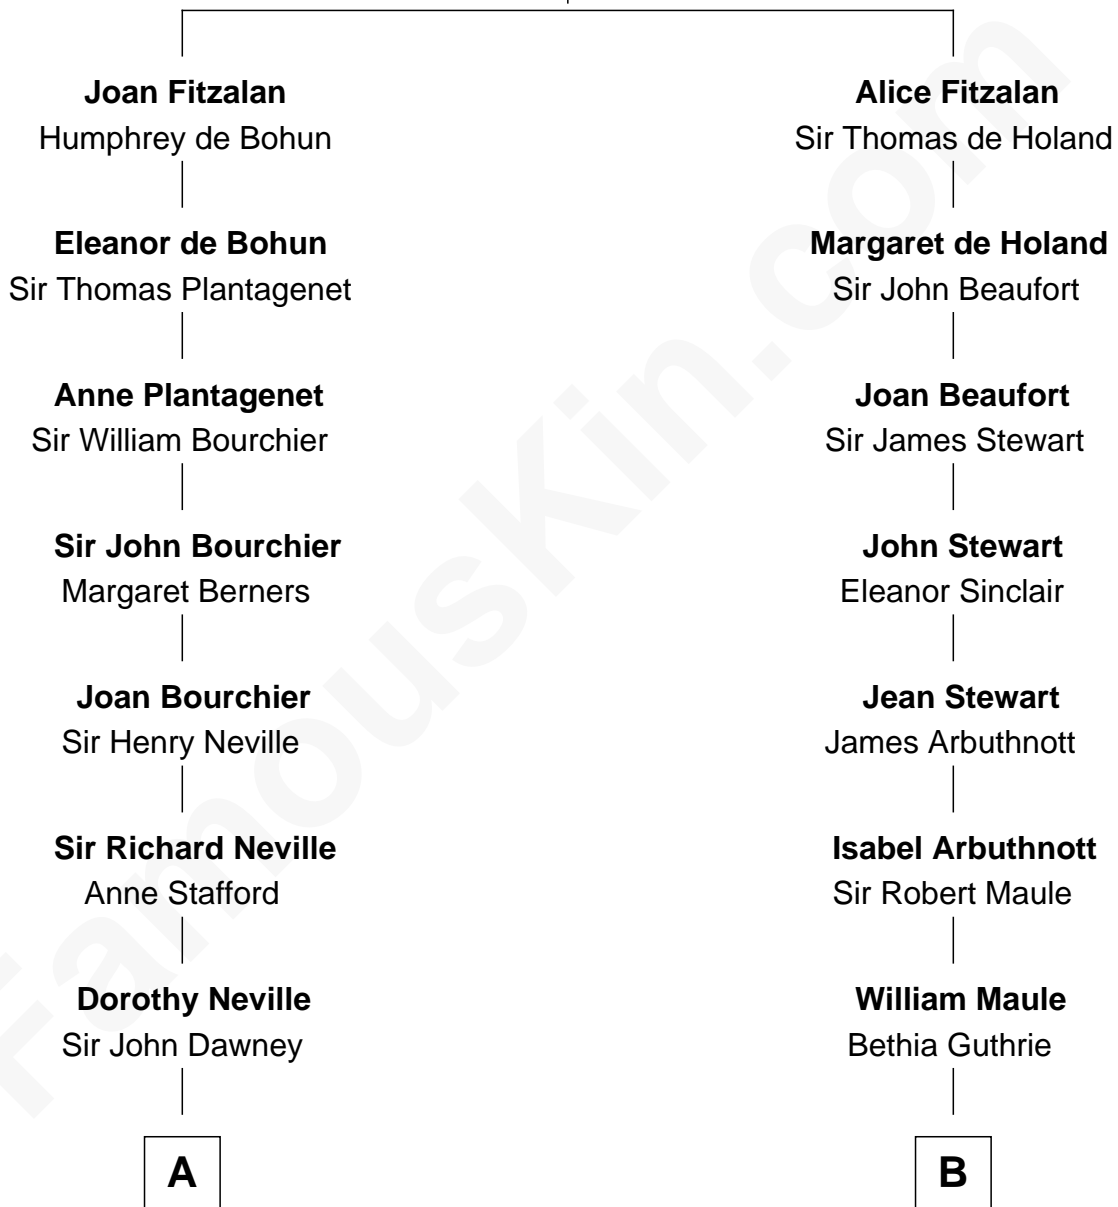 Joan Fitzalan
Humphrey de Bohun
Eleanor de Bohun
Sir Thomas Plantagenet
Anne Plantagenet
Sir William Bourchier
Sir John Bourchier
Margaret Berners
Joan Bourchier
Sir Henry Neville
Sir Richard Neville
Anne Stafford
Dorothy Neville
Sir John Dawney
A
Alice Fitzalan
Sir Thomas de Holand
Margaret de Holand
Sir John Beaufort
Joan Beaufort
Sir James Stewart
John Stewart
Eleanor Sinclair
Jean Stewart
James Arbuthnott
Isabel Arbuthnott
Sir Robert Maule
William Maule
Bethia Guthrie
B
FamousKin.com